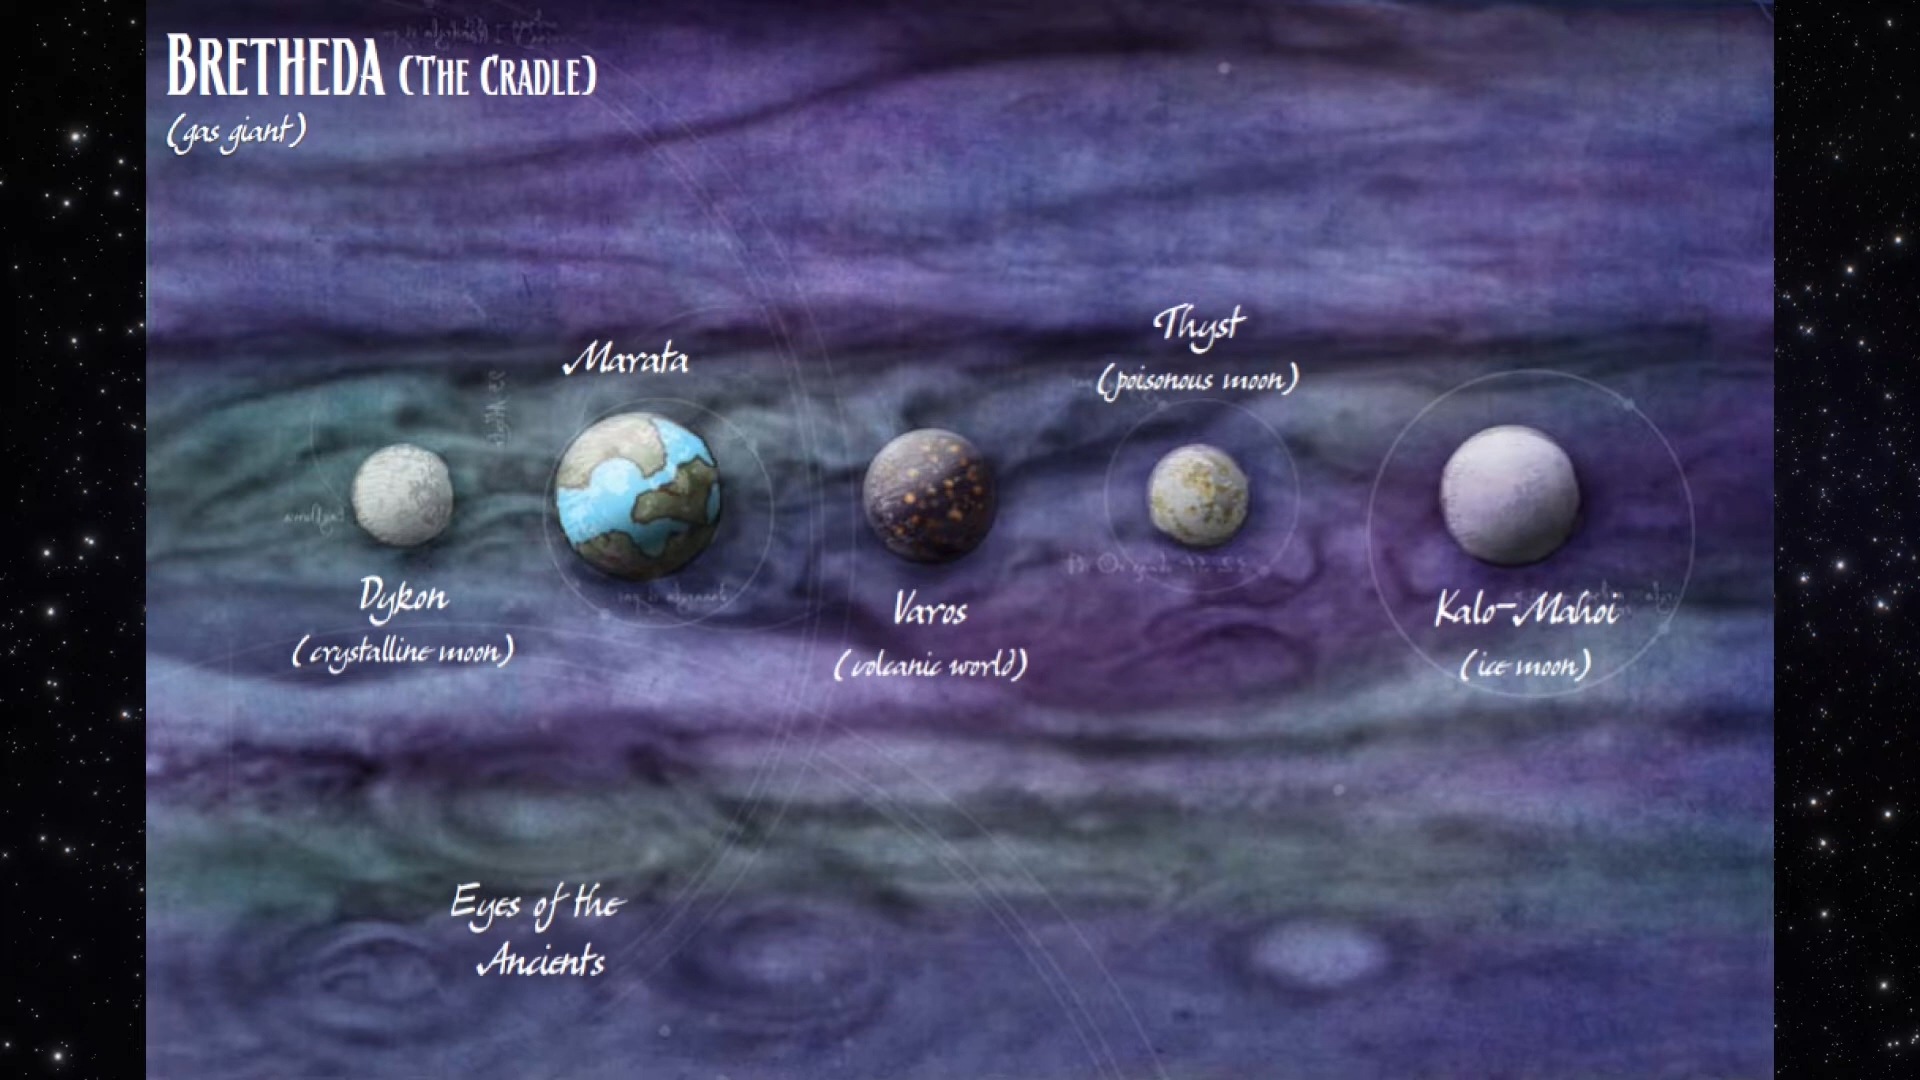 BRETHEDA (THE CRADLE)
(gas giant)
Thyst
(poisonous moon)
Marata
Dykon
(crystalline moon)
Varos
(volcanic world)
Kalo-Mahoi
(ice moon)
Eyes of the
Ancients